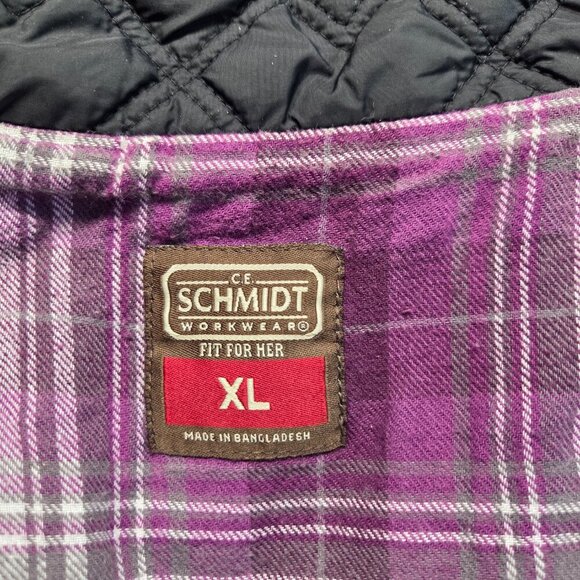 C.E.
SCHMIDT
WORKWEAR®
FIT FOR HER
XL
MADE IN BANGLADESH